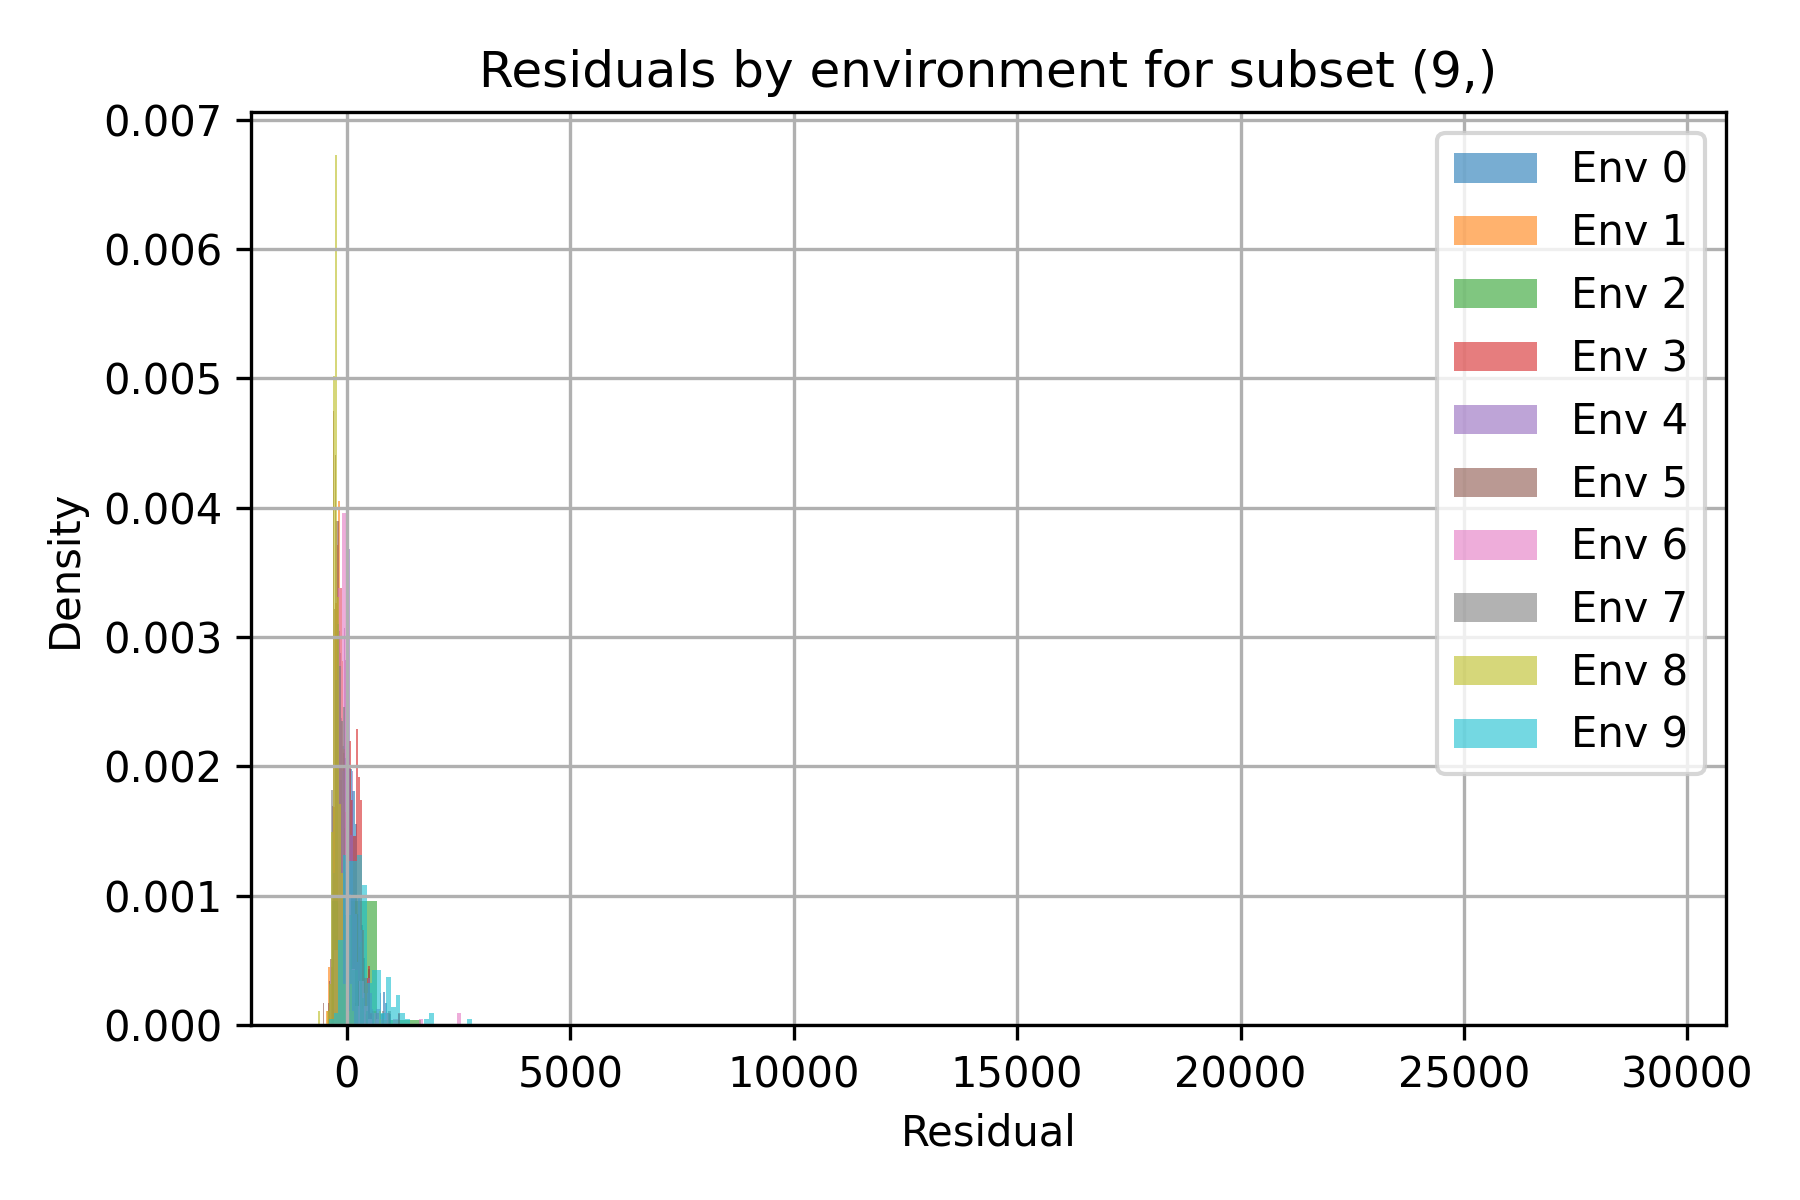 Residuals by environment for subset (9,)
0.007
0.006
0.005
0.004
0.003
0.002
0.001
0.000
Density
0
5000
10000
15000
20000
25000
30000
Residual
Env 0
Env 1
Env 2
Env 3
Env 4
Env 5
Env 6
Env 7
Env 8
Env 9